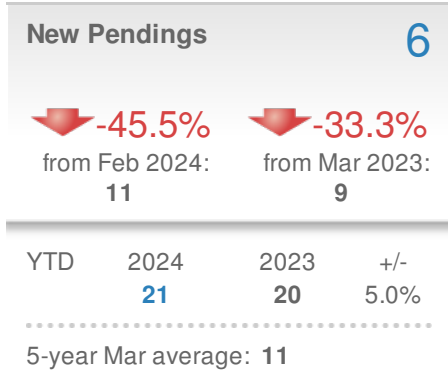 New Pendings 6
-45.5% -33.3%
from Feb 2024: from Mar 2023:
11 9
YTD 2024 2023 +/-
21 20 5.0%
5-year Mar average: 11